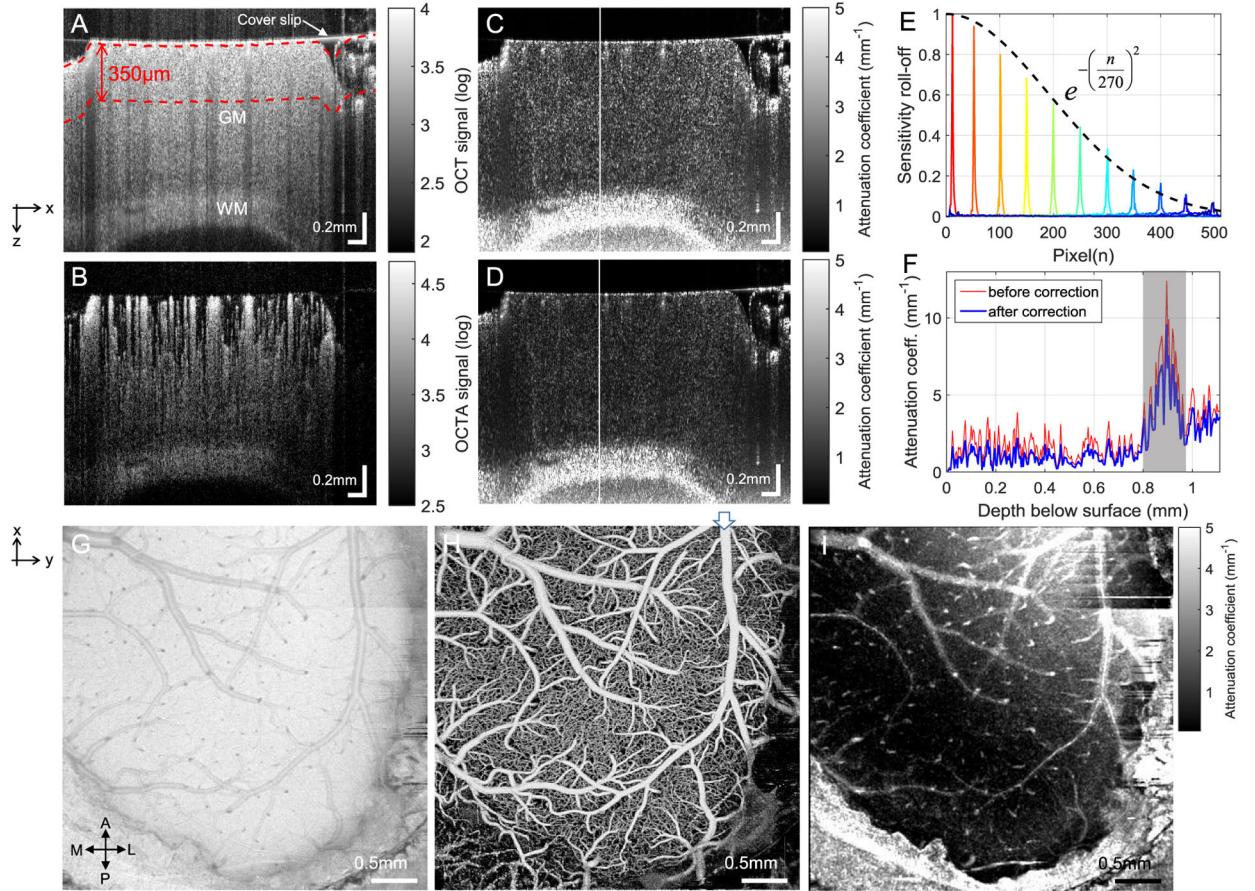 A
Cover slip
350µm
GM
WM
0.2mm
x
z
4
3.5
3
2.5
2
OCT signal (log)
C
5
4
3
2
1
Attenuation coefficient (mm⁻¹)
E
Sensitivity roll-off
1
0.8
0.6
0.4
0.2
0
e^-(n/270)^2
0 100 200 300 400 500
Pixel(n)
B
0.2mm
4.5
4
3.5
3
2.5
OCTA signal (log)
D
0.2mm
5
4
3
2
1
Attenuation coefficient (mm⁻¹)
F
before correction
after correction
Attenuation coeff. (mm⁻¹)
10
5
0
0 0.2 0.4 0.6 0.8 1
Depth below surface (mm)
x
y
G
A
M L
P
0.5mm
H
0.5mm
I
0.5mm
5
4
3
2
1
Attenuation coefficient (mm⁻¹)
0.2mm